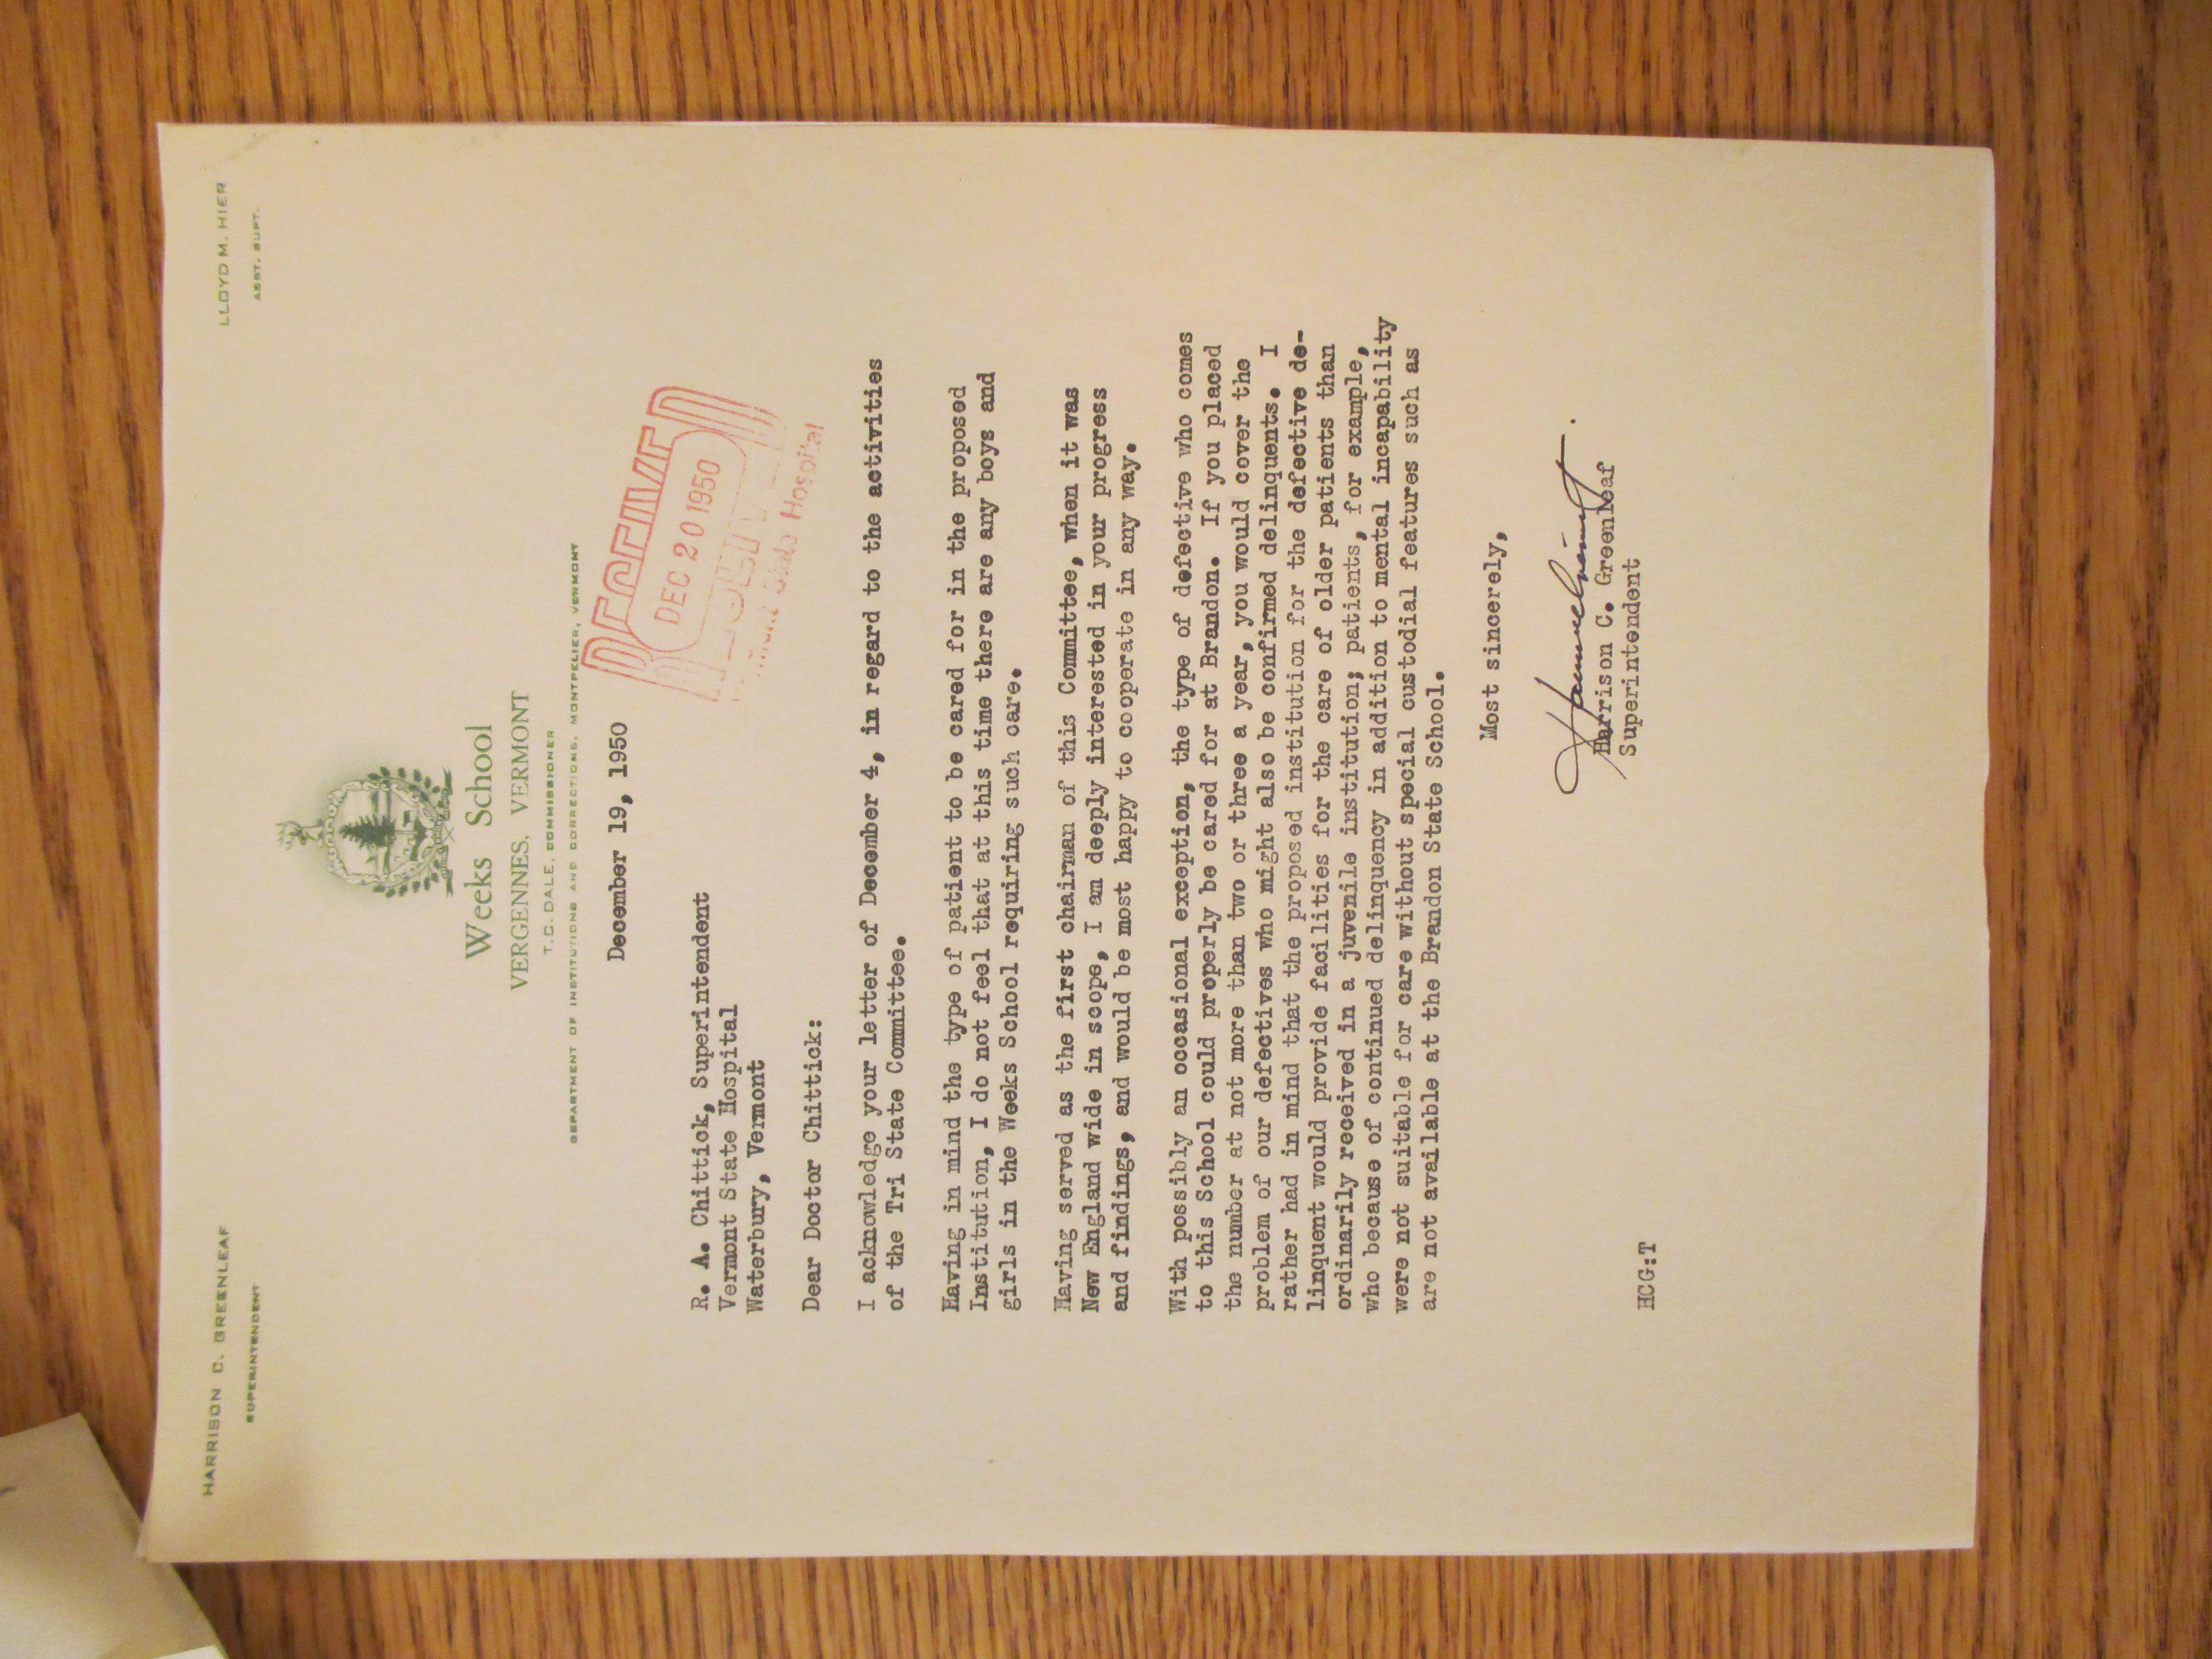 HARRISON C. GREENLEAF
SUPERINTENDENT
LLOYD M. HIER
ASST. SUPT.
Weeks School
VERGENNES, VERMONT
T. C. DALE, COMMISSIONER
DEPARTMENT OF INSTITUTIONS AND CORRECTIONS, MONTPELIER, VERMONT
December 19, 1950
RECEIVED
DEC 20 1950
Vermont State Hospital
R. A. Chittick, Superintendent
Vermont State Hospital
Waterbury, Vermont
Dear Doctor Chittick:
I acknowledge your letter of December 4, in regard to the activities
of the Tri State Committee.
Having in mind the type of patient to be cared for in the proposed
Institution, I do not feel that at this time there are any boys and
girls in the Weeks School requiring such care.
Having served as the first chairman of this Committee, when it was
New England wide in scope, I am deeply interested in your progress
and findings, and would be most happy to cooperate in any way.
With possibly an occasional exception, the type of defective who comes
to this School could properly be cared for at Brandon. If you placed
the number at not more than two or three a year, you would cover the
problem of our defectives who might also be confirmed delinquents. I
rather had in mind that the proposed institution for the defective de-
linquent would provide facilities for the care of older patients than
ordinarily received in a juvenile institution; patients, for example,
who because of continued delinquency in addition to mental incapability
were not suitable for care without special custodial features such as
are not available at the Brandon State School.
Most sincerely,
Harrison C. Greenleaf
Superintendent
HCG:T